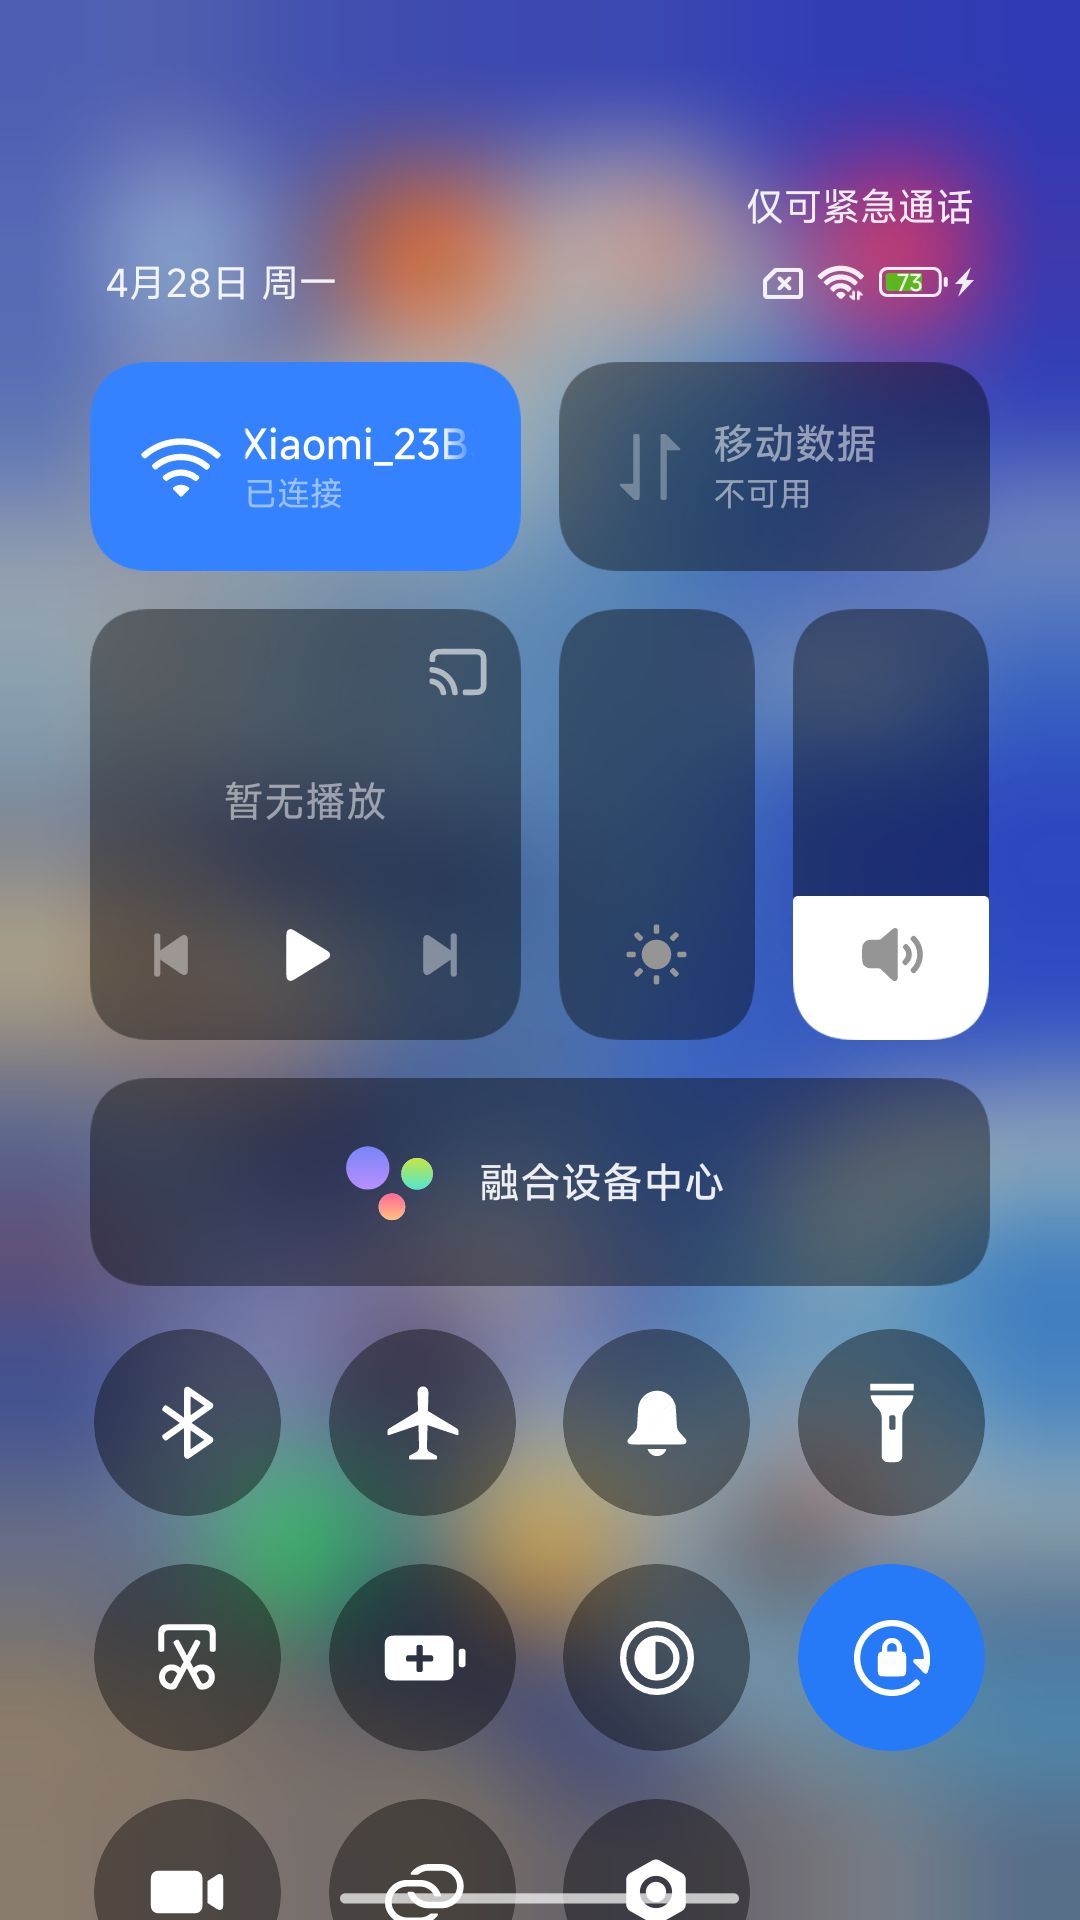 仅可紧急通话
4月28日 周一
73
Xiaomi_23B
已连接
移动数据
不可用
暂无播放
融合设备中心